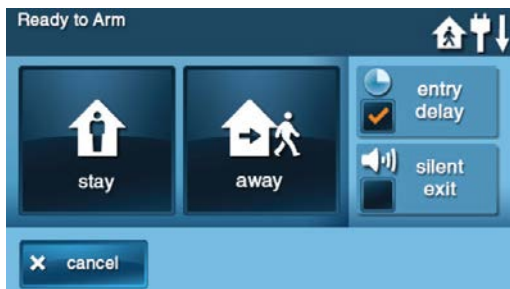 Ready to Arm
stay
away
entry
delay
silent
exit
cancel